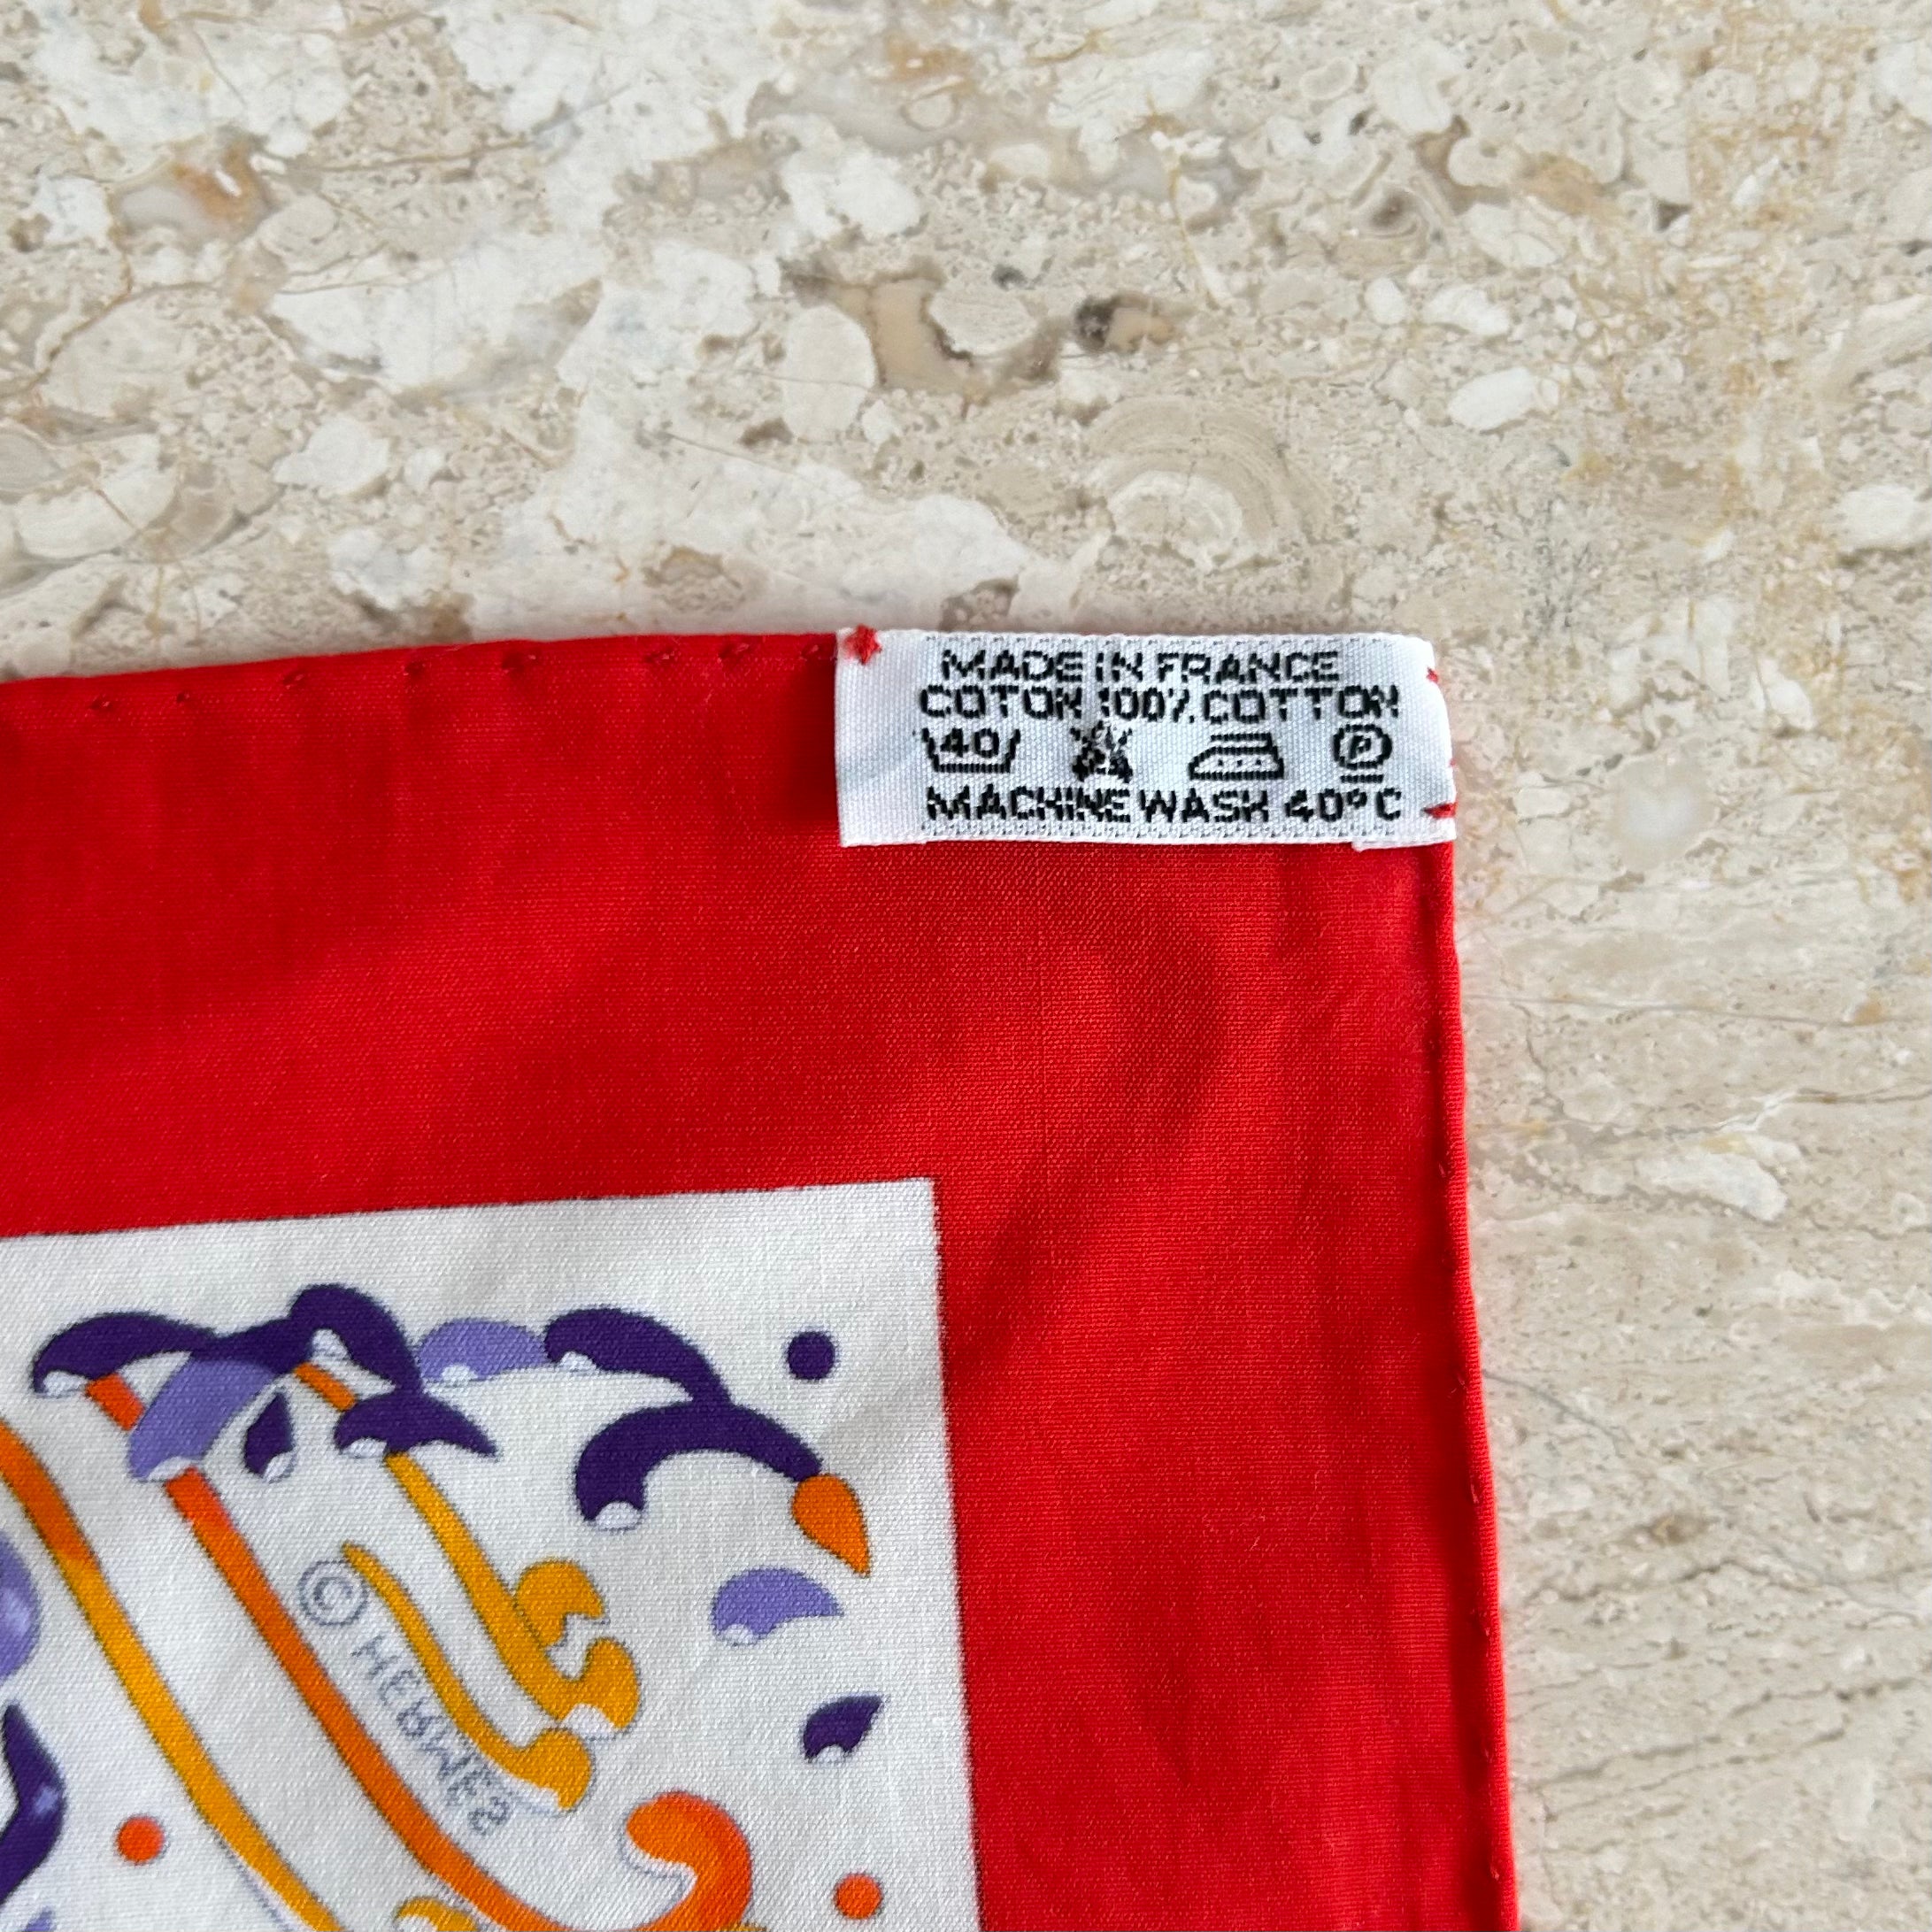 MADE IN FRANCE
COTON 100% COTTON
40 P
MACHINE WASH 40°C
© HERMES